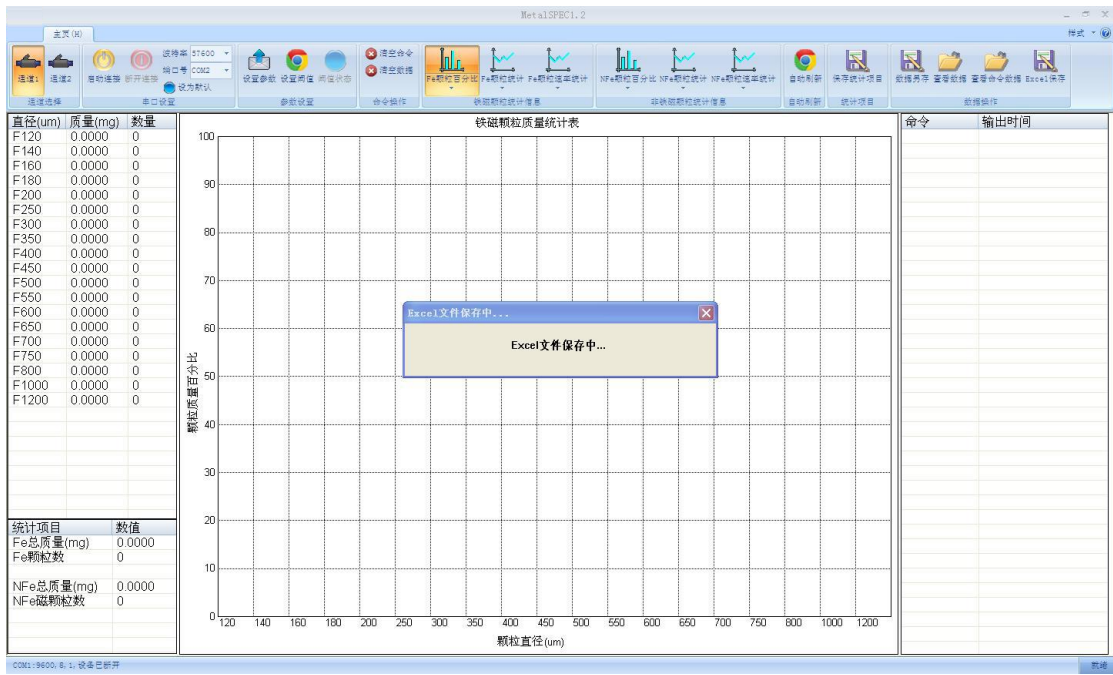 MetalSPEC1.2
主页(H)
样式
通道1 通道2 启动连接 断开连接 波特率 57600 端口号 COM2 设为默认 设置参数 设置阈值 阈值状态 清空命令 清空数据 Fe颗粒百分比 Fe颗粒统计 Fe颗粒速率统计 NFe颗粒百分比 NFe颗粒统计 NFe颗粒速率统计 自动刷新 保存统计项目 数据另存 查看数据 查看命令数据 Excel保存
通道选择 串口设置 参数设置 命令操作 铁磁颗粒统计信息 非铁磁颗粒统计信息 自动刷新 统计项目 数据操作
直径(um) 质量(mg) 数量
F120 0.0000 0
F140 0.0000 0
F160 0.0000 0
F180 0.0000 0
F200 0.0000 0
F250 0.0000 0
F300 0.0000 0
F350 0.0000 0
F400 0.0000 0
F450 0.0000 0
F500 0.0000 0
F550 0.0000 0
F600 0.0000 0
F650 0.0000 0
F700 0.0000 0
F750 0.0000 0
F800 0.0000 0
F1000 0.0000 0
F1200 0.0000 0
统计项目 数值
Fe总质量(mg) 0.0000
Fe颗粒数 0
NFe总质量(mg) 0.0000
NFe磁颗粒数 0
铁磁颗粒质量统计表
100
90
80
70
60
50
40
30
20
10
0
颗粒质量百分比
120 140 160 180 200 250 300 350 400 450 500 550 600 650 700 750 800 1000 1200
颗粒直径(um)
Excel文件保存中...
Excel文件保存中...
命令 输出时间
COM1:9600,8,1,设备已断开
就绪